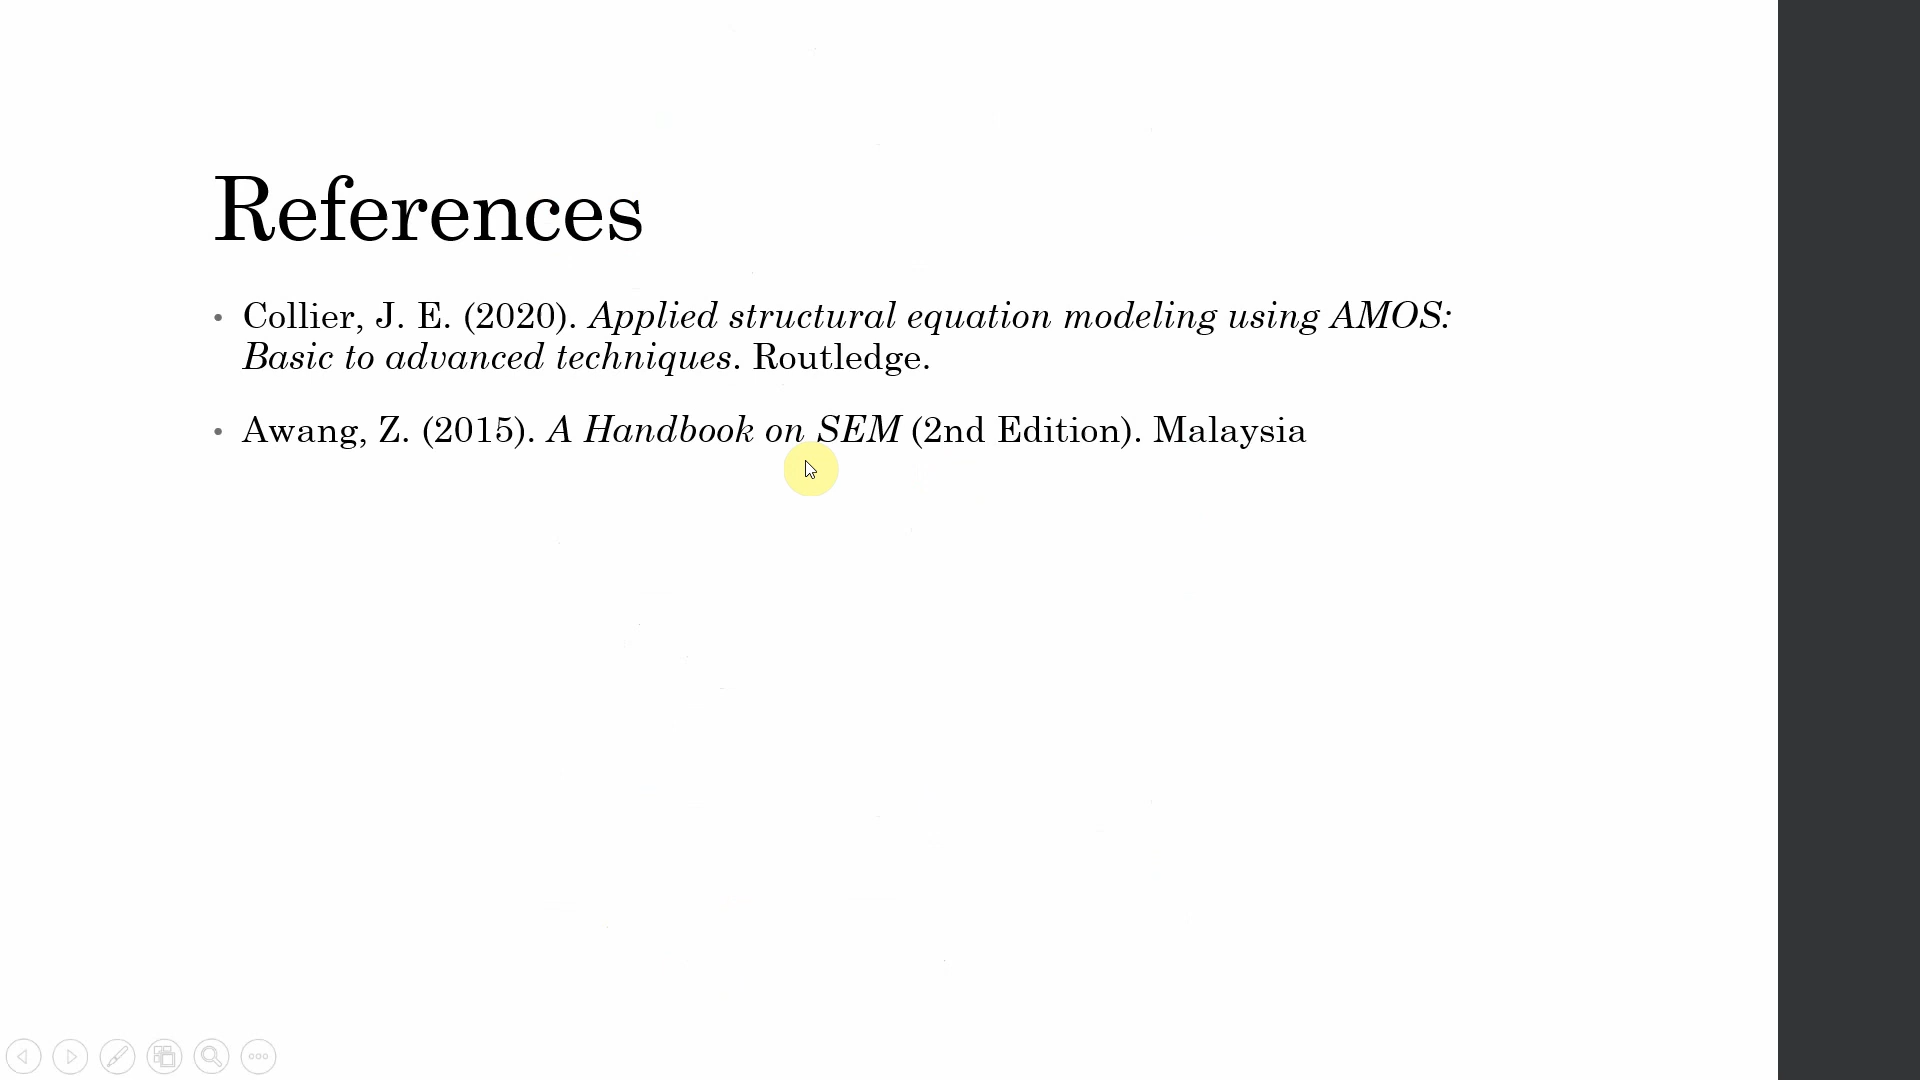 References
• Collier, J. E. (2020). Applied structural equation modeling using AMOS:
Basic to advanced techniques. Routledge.
• Awang, Z. (2015). A Handbook on SEM (2nd Edition). Malaysia